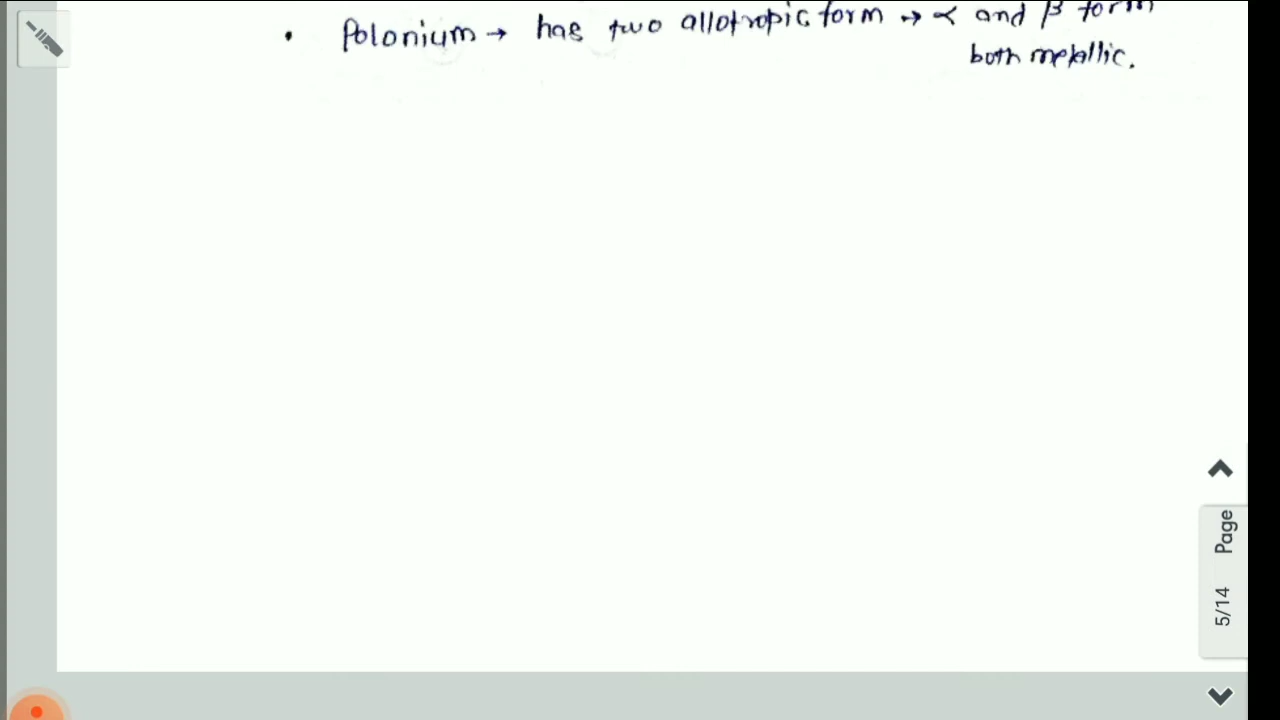 • Polonium → has two allotropic form → α and β form
both metallic.
Page
5/14